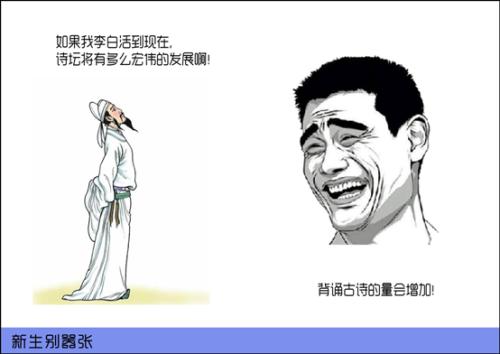 如果我李白活到现在,
诗坛将有多么宏伟的发展啊!
背诵古诗的量会增加!
新生别嚣张